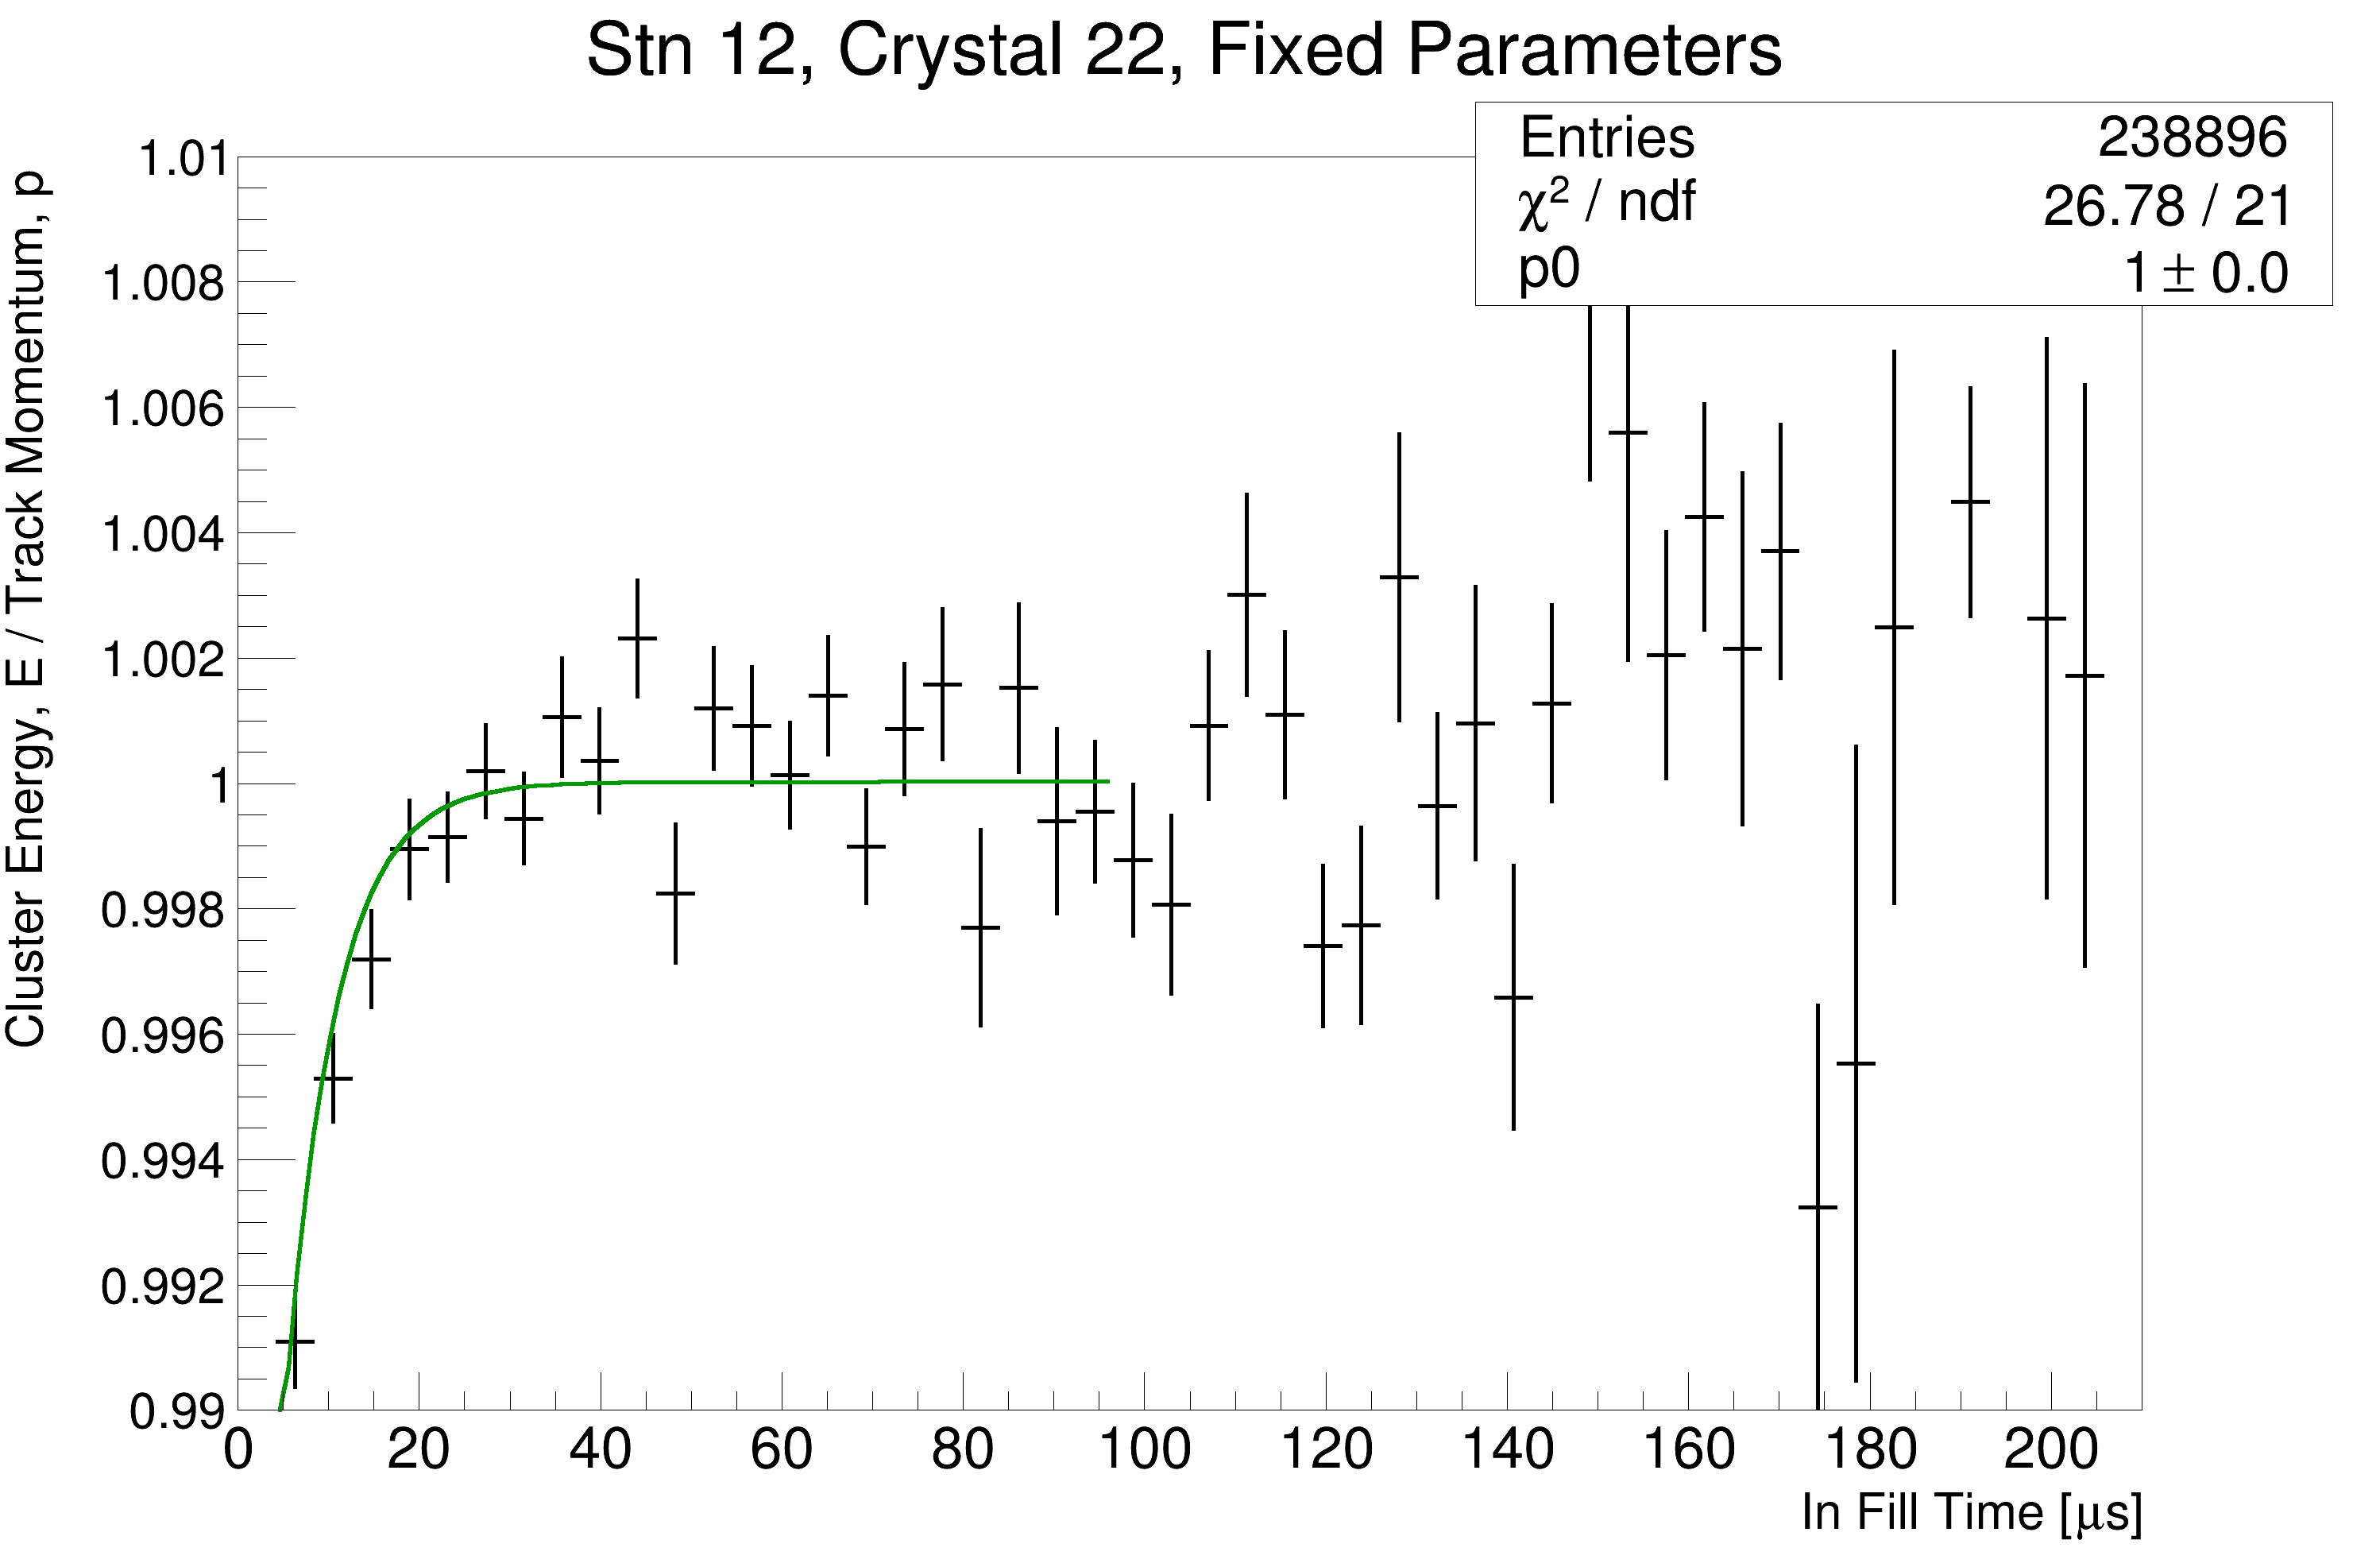 Stn 12, Crystal 22, Fixed Parameters
Entries 238896
χ² / ndf 26.78 / 21
p0 1 ± 0.0
Cluster Energy, E / Track Momentum, p
1.01
1.008
1.006
1.004
1.002
1
0.998
0.996
0.994
0.992
0.99
0 20 40 60 80 100 120 140 160 180 200
In Fill Time [μs]